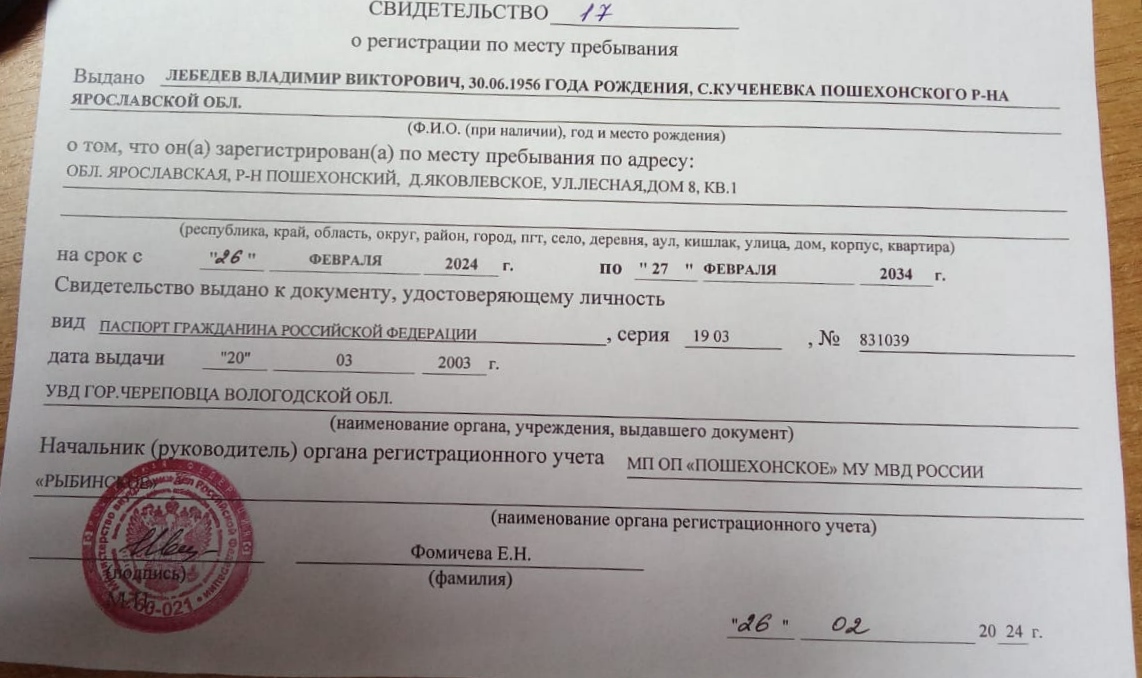 СВИДЕТЕЛЬСТВО 17
о регистрации по месту пребывания
Выдано ЛЕБЕДЕВ ВЛАДИМИР ВИКТОРОВИЧ, 30.06.1956 ГОДА РОЖДЕНИЯ, С.КУЧЕНЕВКА ПОШЕХОНСКОГО Р-НА
ЯРОСЛАВСКОЙ ОБЛ.
(Ф.И.О. (при наличии), год и место рождения)
о том, что он(а) зарегистрирован(а) по месту пребывания по адресу:
ОБЛ. ЯРОСЛАВСКАЯ, Р-Н ПОШЕХОНСКИЙ, Д.ЯКОВЛЕВСКОЕ, УЛ.ЛЕСНАЯ,ДОМ 8, КВ.1
(республика, край, область, округ, район, город, пгт, село, деревня, аул, кишлак, улица, дом, корпус, квартира)
на срок с "26" ФЕВРАЛЯ 2024 г. по "27" ФЕВРАЛЯ 2034 г.
Свидетельство выдано к документу, удостоверяющему личность
вид ПАСПОРТ ГРАЖДАНИНА РОССИЙСКОЙ ФЕДЕРАЦИИ, серия 19 03, № 831039
дата выдачи "20" 03 2003 г.
УВД ГОР.ЧЕРЕПОВЦА ВОЛОГОДСКОЙ ОБЛ.
(наименование органа, учреждения, выдавшего документ)
Начальник (руководитель) органа регистрационного учета МП ОП «ПОШЕХОНСКОЕ» МУ МВД РОССИИ
«РЫБИНСКОЕ»
(наименование органа регистрационного учета)
Фомичева Е.Н.
(подпись) (фамилия)
М.П.
"26" 02 2024 г.